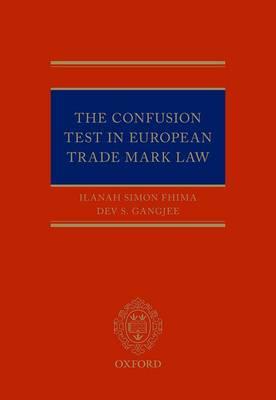 THE CONFUSION
TEST IN EUROPEAN
TRADE MARK LAW
ILANAH SIMON FHIMA
DEV S. GANGJEE
OXFORD